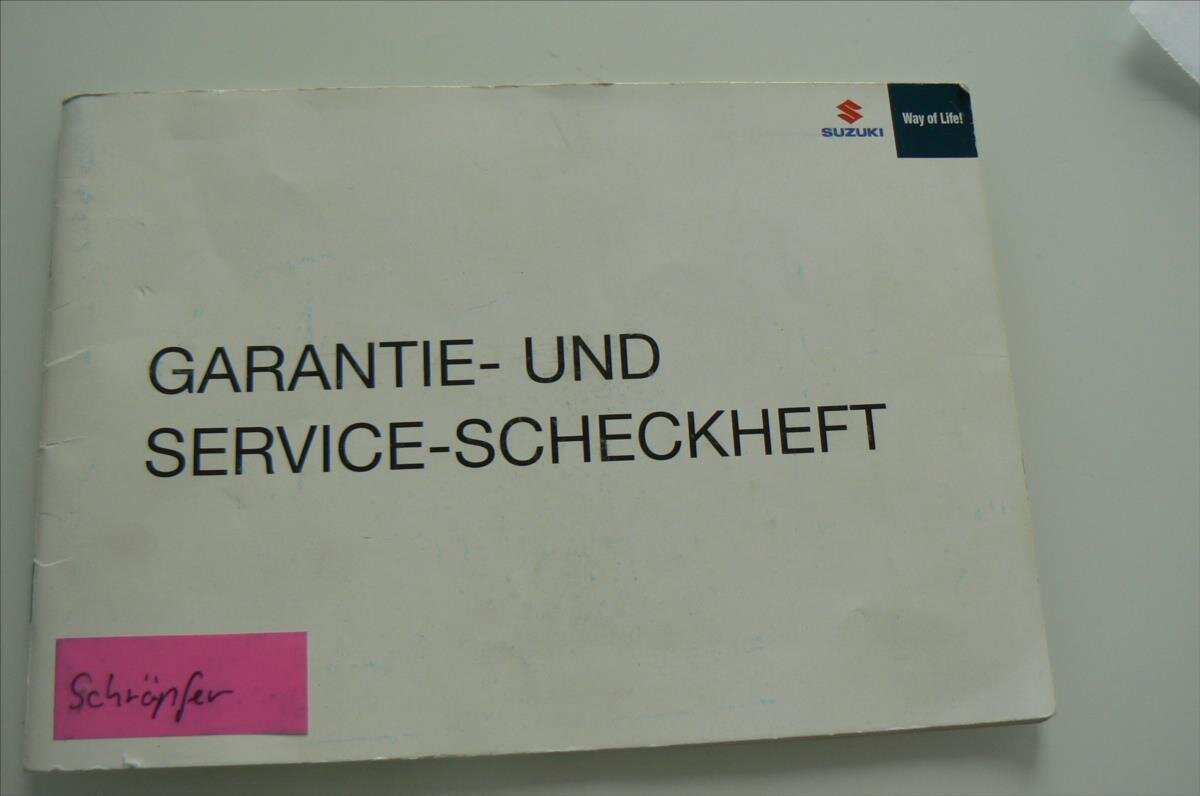 SUZUKI
Way of Life!
GARANTIE- UND
SERVICE-SCHECKHEFT
Schröpfer